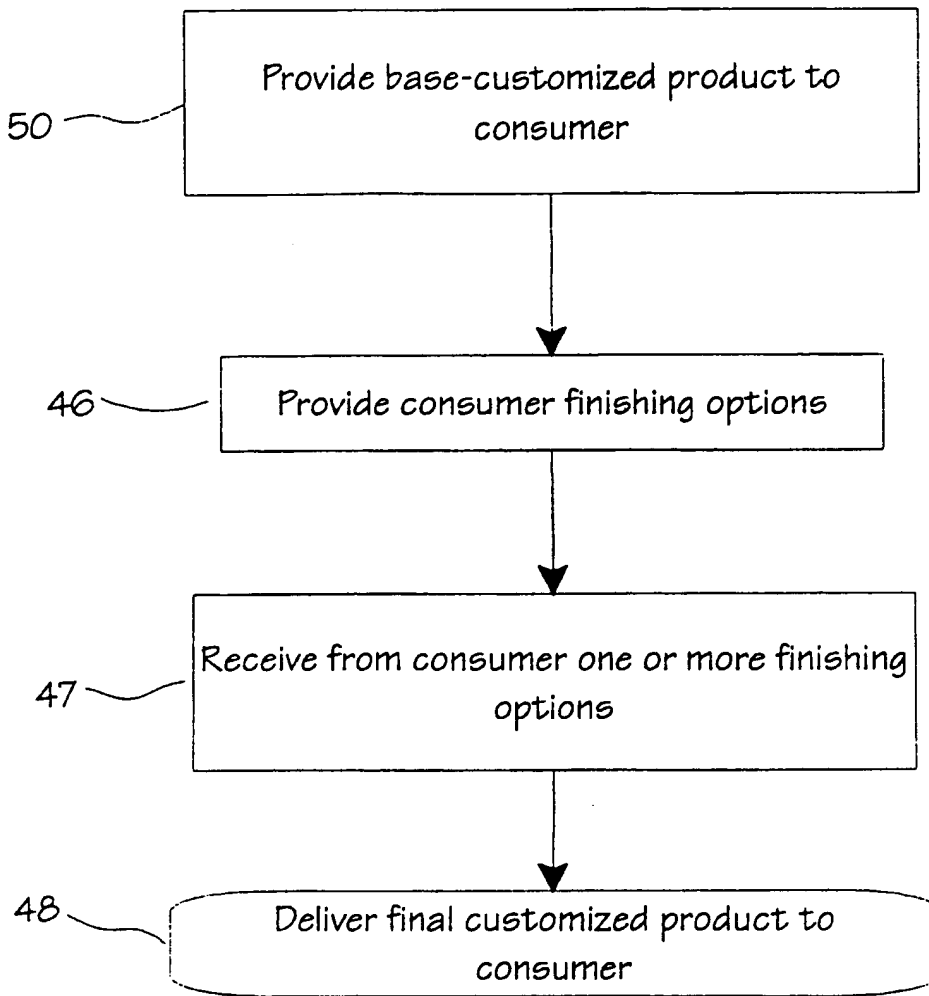 Provide base-customized product to
consumer
50
Provide consumer finishing options
46
Receive from consumer one or more finishing
options
47
Deliver final customized product to
consumer
48